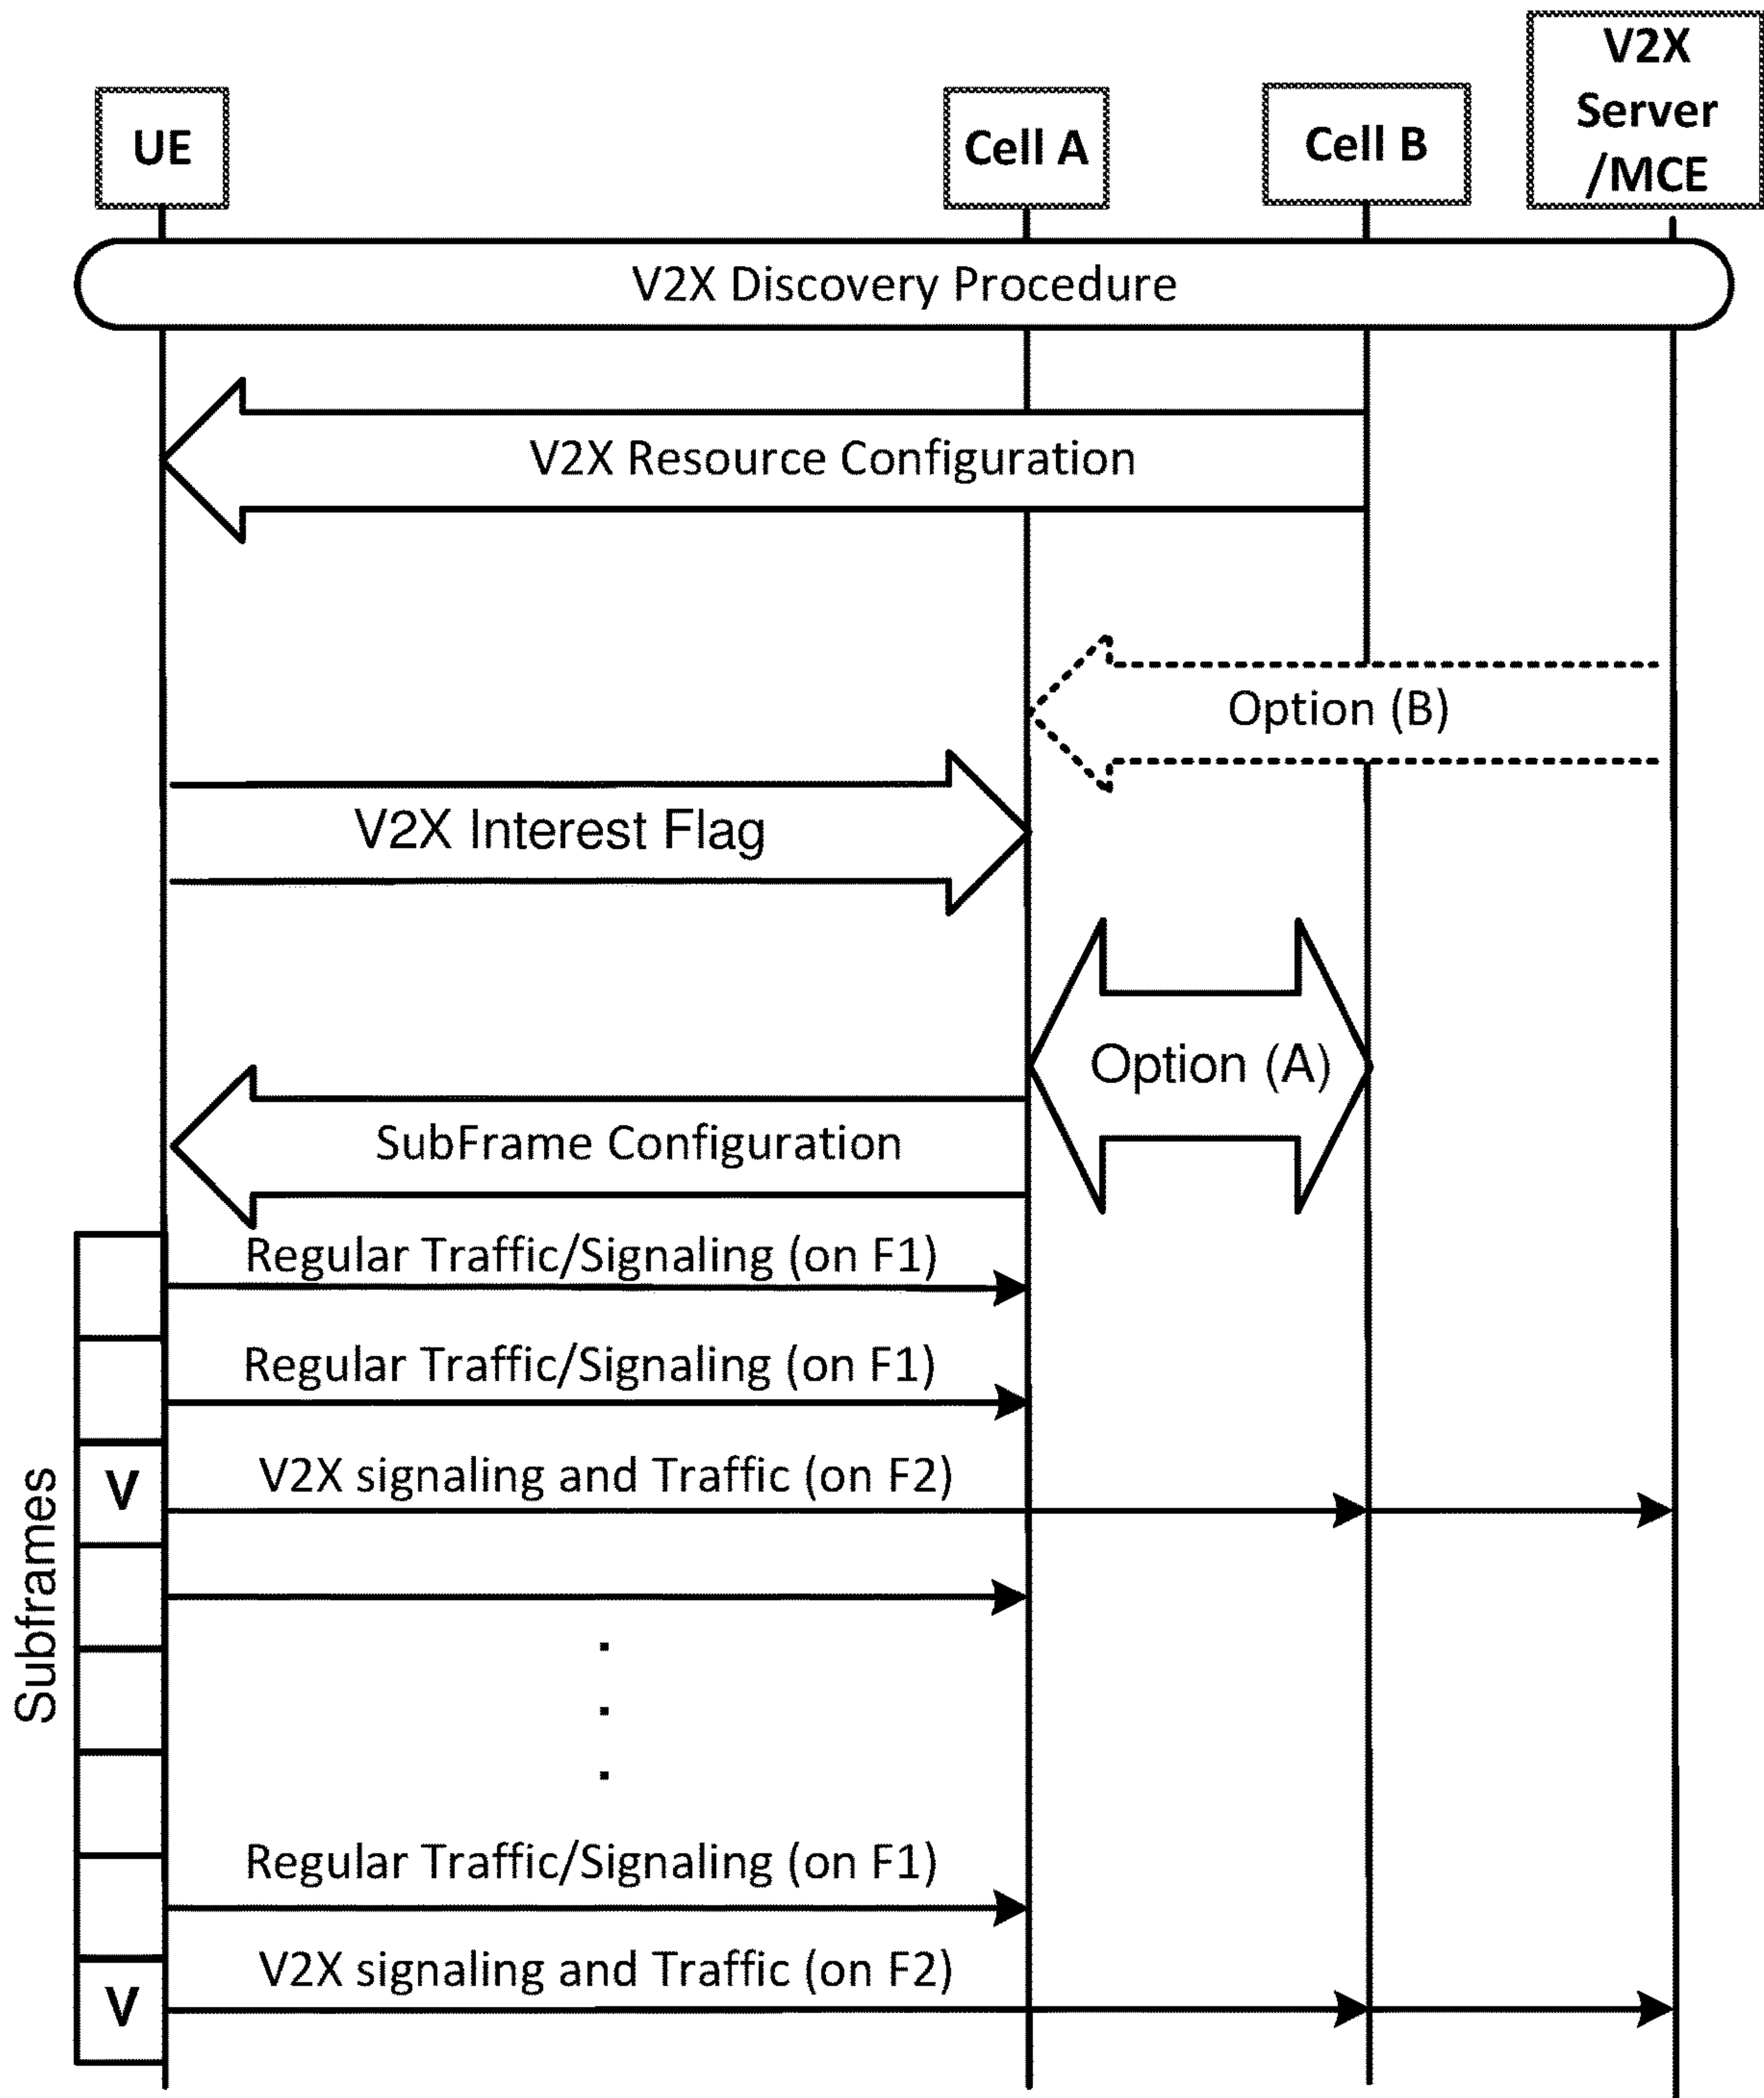 UE
Cell A
Cell B
V2X
Server
/MCE
V2X Discovery Procedure
V2X Resource Configuration
Option (B)
V2X Interest Flag
Option (A)
SubFrame Configuration
Regular Traffic/Signaling (on F1)
Regular Traffic/Signaling (on F1)
V2X signaling and Traffic (on F2)
V
Subframes
.
.
.
Regular Traffic/Signaling (on F1)
V2X signaling and Traffic (on F2)
V